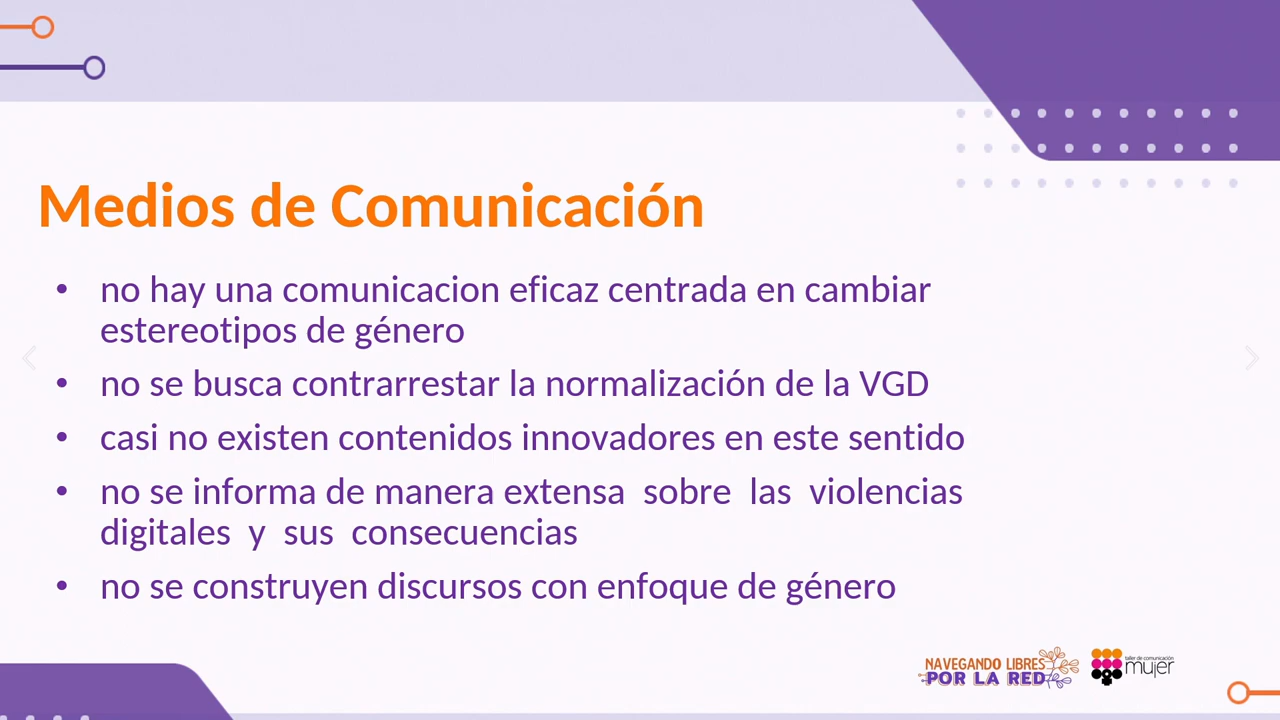 Medios de Comunicación
• no hay una comunicacion eficaz centrada en cambiar
estereotipos de género
• no se busca contrarrestar la normalización de la VGD
• casi no existen contenidos innovadores en este sentido
• no se informa de manera extensa  sobre  las  violencias
digitales  y  sus  consecuencias
• no se construyen discursos con enfoque de género
NAVEGANDO LIBRES
POR LA RED
taller de comunicación
mujer